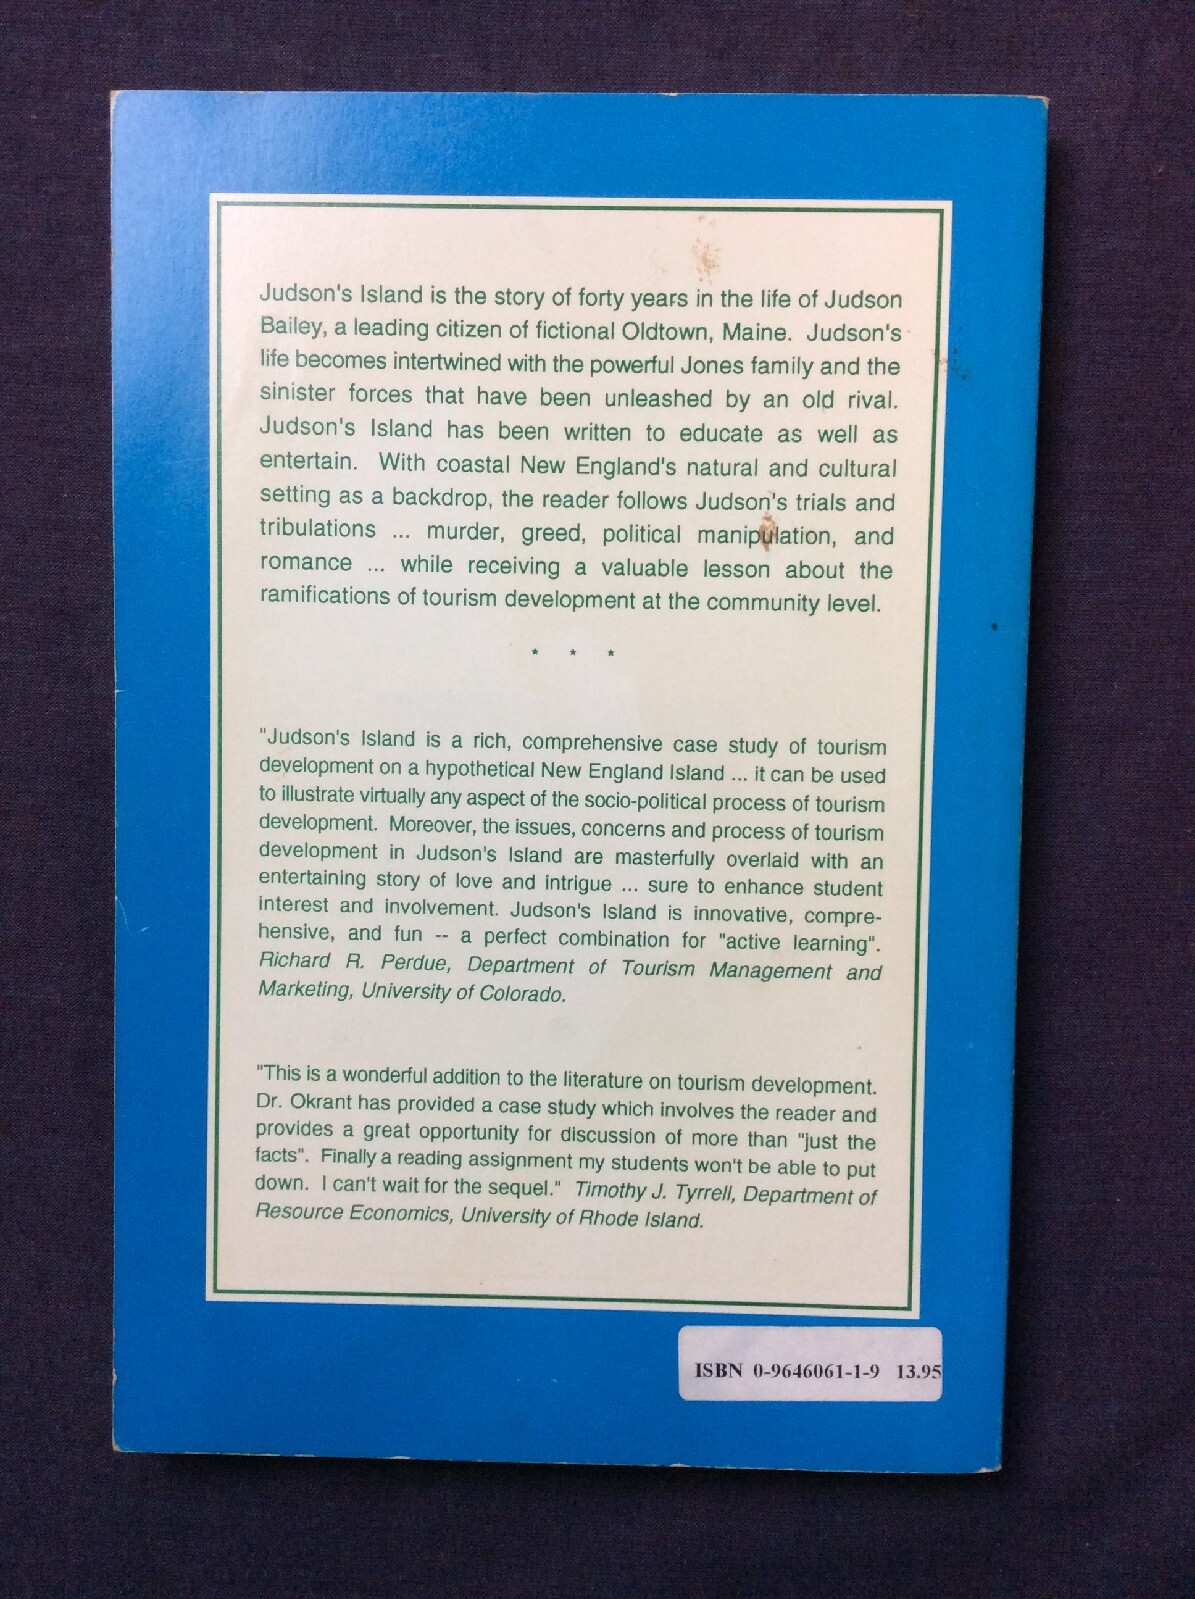 Judson's Island is the story of forty years in the life of Judson
Bailey, a leading citizen of fictional Oldtown, Maine. Judson's
life becomes intertwined with the powerful Jones family and the
sinister forces that have been unleashed by an old rival.
Judson's Island has been written to educate as well as
entertain. With coastal New England's natural and cultural
setting as a backdrop, the reader follows Judson's trials and
tribulations ... murder, greed, political manipulation, and
romance ... while receiving a valuable lesson about the
ramifications of tourism development at the community level.
* * *
"Judson's Island is a rich, comprehensive case study of tourism
development on a hypothetical New England Island ... it can be used
to illustrate virtually any aspect of the socio-political process of tourism
development. Moreover, the issues, concerns and process of tourism
development in Judson's Island are masterfully overlaid with an
entertaining story of love and intrigue ... sure to enhance student
interest and involvement. Judson's Island is innovative, compre-
hensive, and fun -- a perfect combination for "active learning".
Richard R. Perdue, Department of Tourism Management and
Marketing, University of Colorado.
"This is a wonderful addition to the literature on tourism development.
Dr. Okrant has provided a case study which involves the reader and
provides a great opportunity for discussion of more than "just the
facts". Finally a reading assignment my students won't be able to put
down. I can't wait for the sequel." Timothy J. Tyrrell, Department of
Resource Economics, University of Rhode Island.
ISBN 0-9646061-1-9 13.95